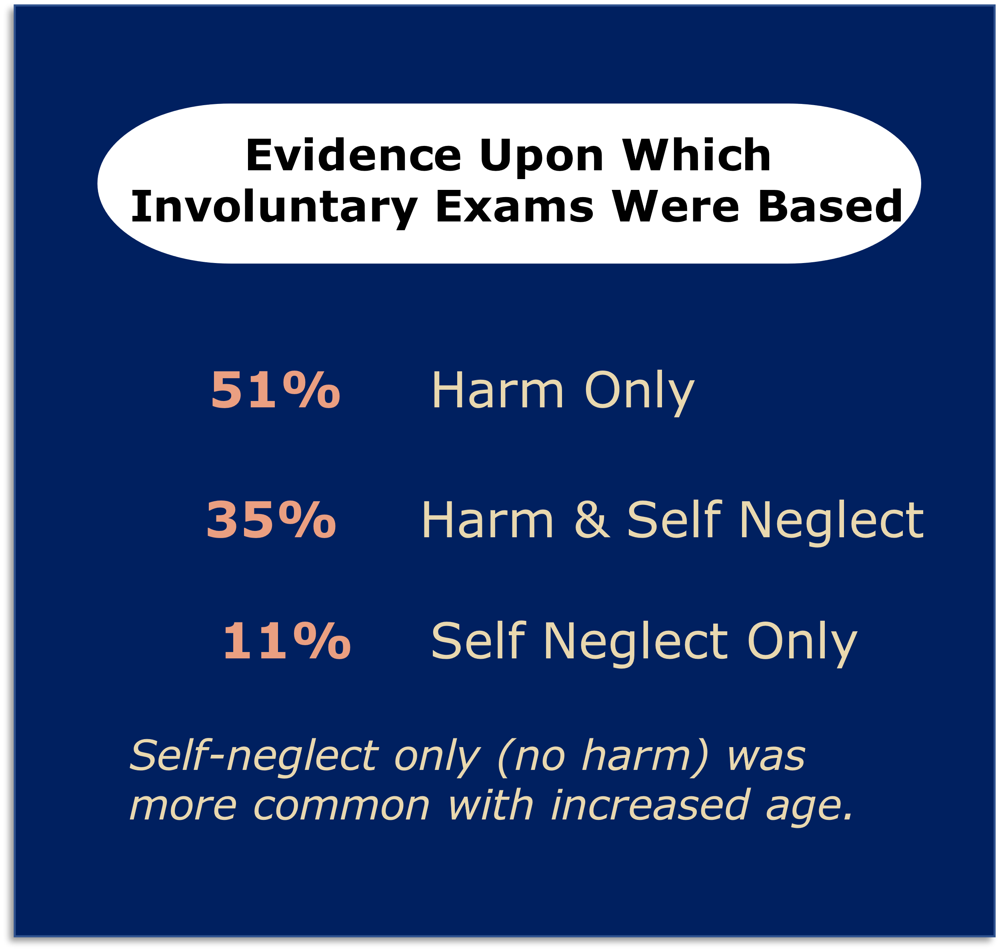 Evidence Upon Which
Involuntary Exams Were Based
51% Harm Only
35% Harm & Self Neglect
11% Self Neglect Only
Self-neglect only (no harm) was
more common with increased age.